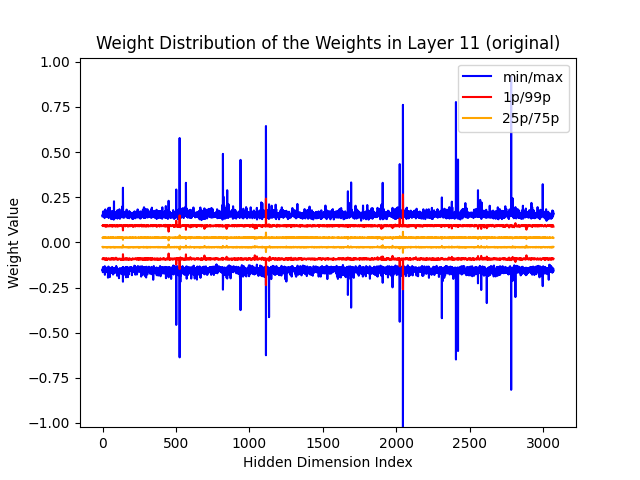 Weight Distribution of the Weights in Layer 11 (original)
1.00
0.75
0.50
0.25
0.00
−0.25
−0.50
−0.75
−1.00
Weight Value
min/max
1p/99p
25p/75p
0
500
1000
1500
2000
2500
3000
Hidden Dimension Index